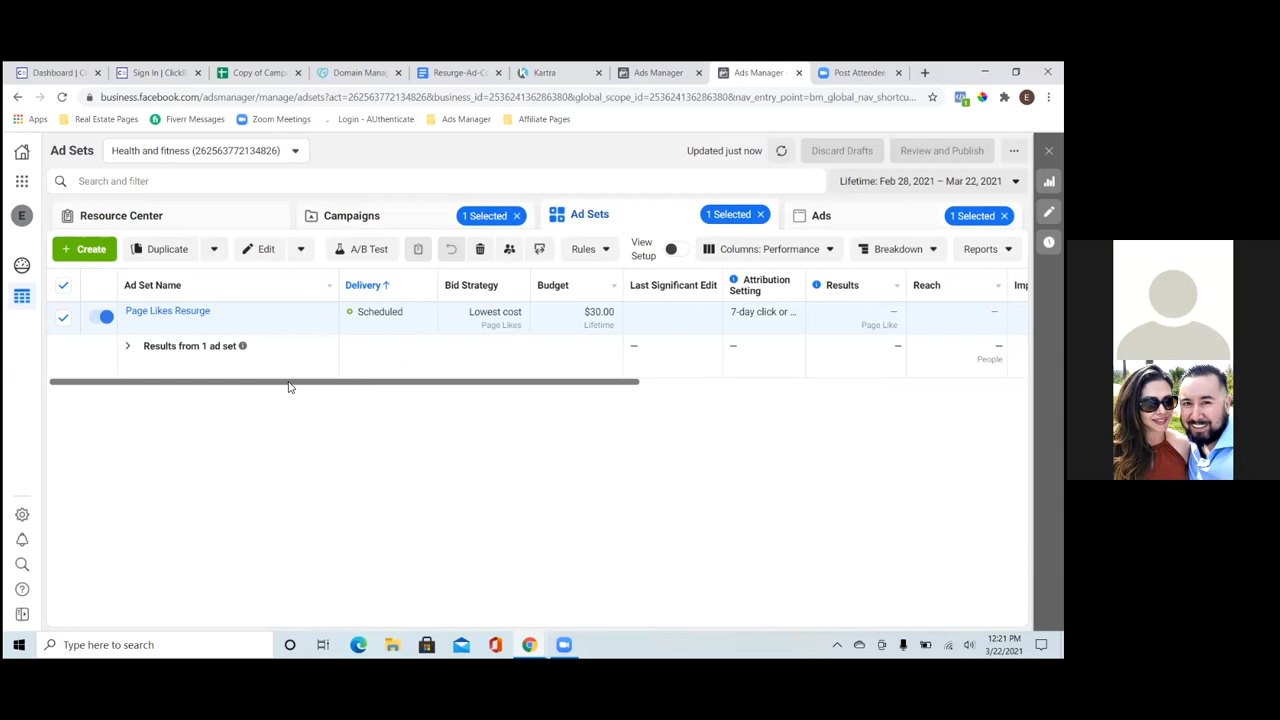 Dashboard | Cl
Sign In | ClickB
Copy of Camp
Domain Mana
Resurge-Ad-Co
Kartra
Ads Manager
Ads Manager
Post Attendee
business.facebook.com/adsmanager/manage/adsets?act=262563772134826&business_id=253624136286380&global_scope_id=253624136286380&nav_entry_point=bm_global_nav_shortcu...
Apps
Real Estate Pages
Fiverr Messages
Zoom Meetings
Login - AUthenticate
Ads Manager
Affiliate Pages
Ad Sets
Health and fitness (262563772134826)
Updated just now
Discard Drafts
Review and Publish
Search and filter
Lifetime: Feb 28, 2021 – Mar 22, 2021
Resource Center
Campaigns
1 Selected
Ad Sets
1 Selected
Ads
1 Selected
E
+ Create
Duplicate
Edit
A/B Test
Rules
View
Setup
Columns: Performance
Breakdown
Reports
Ad Set Name
Delivery ↑
Bid Strategy
Budget
Last Significant Edit
Attribution
Setting
Results
Reach
Imp
Page Likes Resurge
Scheduled
Lowest cost
Page Likes
$30.00
Lifetime
7-day click or ...
—
Page Like
—
Results from 1 ad set
—
—
—
—
People
Type here to search
12:21 PM
3/22/2021